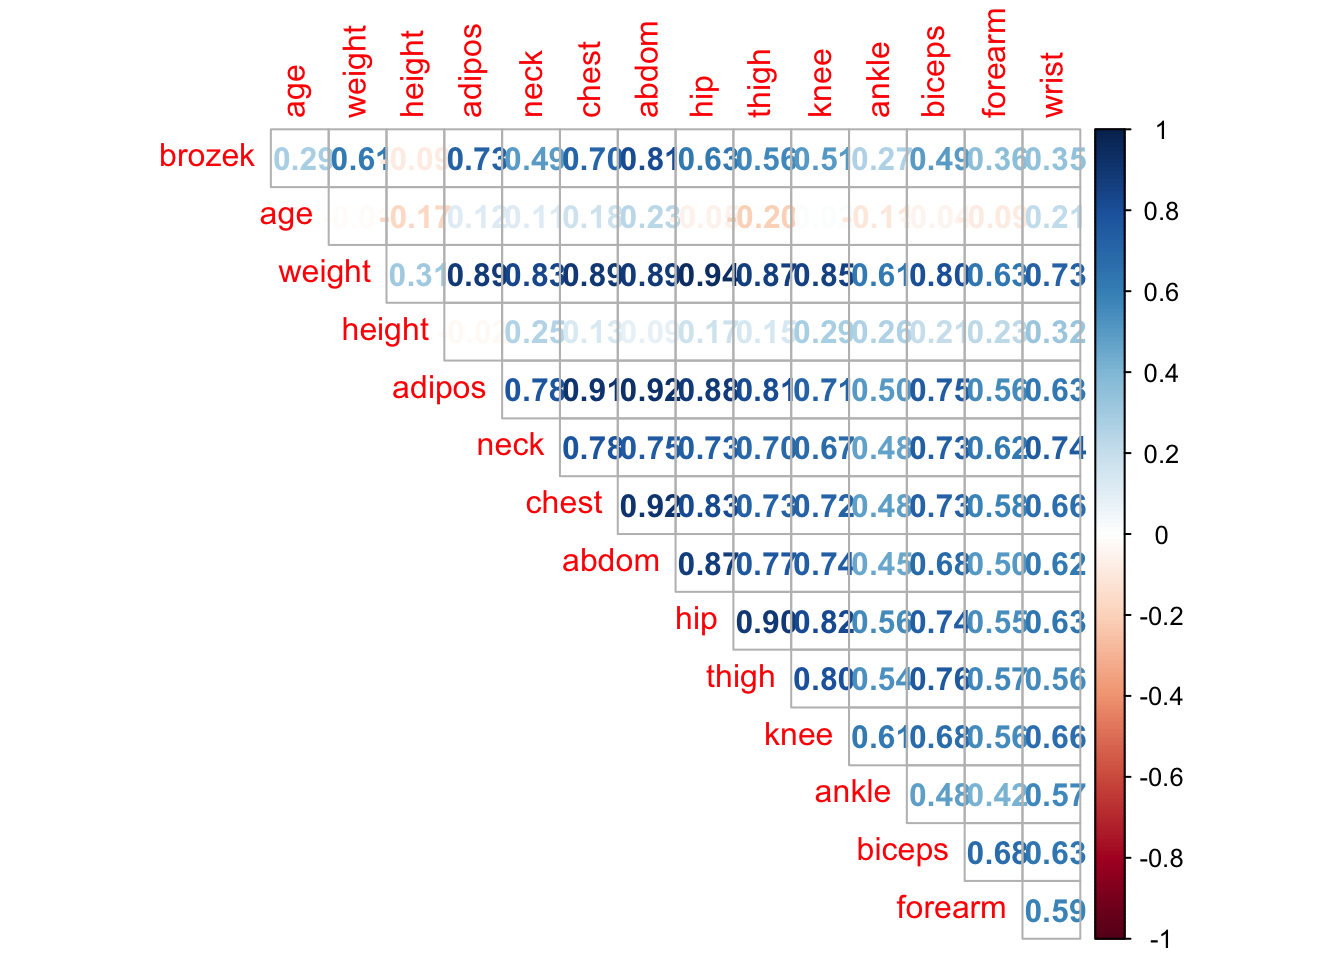 age weight height adipos neck chest abdom hip thigh knee ankle biceps forearm wrist
brozek 0.29 0.61 -0.09 0.73 0.49 0.70 0.81 0.63 0.56 0.51 0.27 0.49 0.36 0.35
age -0.17 0.12 0.11 0.18 0.23 -0.20 -0.11 -0.04 -0.09 0.21
weight 0.31 0.89 0.83 0.89 0.89 0.94 0.87 0.85 0.61 0.80 0.63 0.73
height -0.02 0.25 0.13 0.09 0.17 0.15 0.29 0.26 0.21 0.23 0.32
adipos 0.78 0.91 0.92 0.88 0.81 0.71 0.50 0.75 0.56 0.63
neck 0.78 0.75 0.73 0.70 0.67 0.48 0.73 0.62 0.74
chest 0.92 0.83 0.73 0.72 0.48 0.73 0.58 0.66
abdom 0.87 0.77 0.74 0.45 0.68 0.50 0.62
hip 0.90 0.82 0.56 0.74 0.55 0.63
thigh 0.80 0.54 0.76 0.57 0.56
knee 0.61 0.68 0.56 0.66
ankle 0.48 0.42 0.57
biceps 0.68 0.63
forearm 0.59
1
0.8
0.6
0.4
0.2
0
-0.2
-0.4
-0.6
-0.8
-1